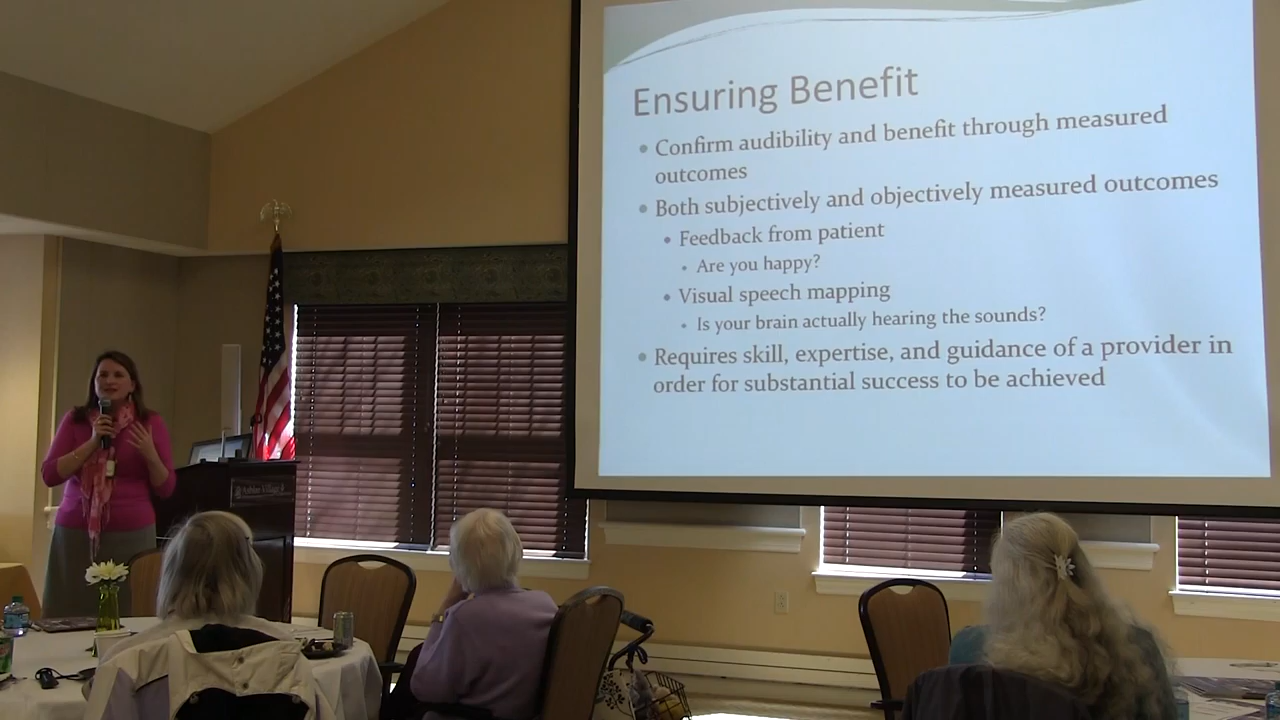 Ensuring Benefit
• Confirm audibility and benefit through measured
outcomes
• Both subjectively and objectively measured outcomes
• Feedback from patient
• Are you happy?
• Visual speech mapping
• Is your brain actually hearing the sounds?
• Requires skill, expertise, and guidance of a provider in
order for substantial success to be achieved